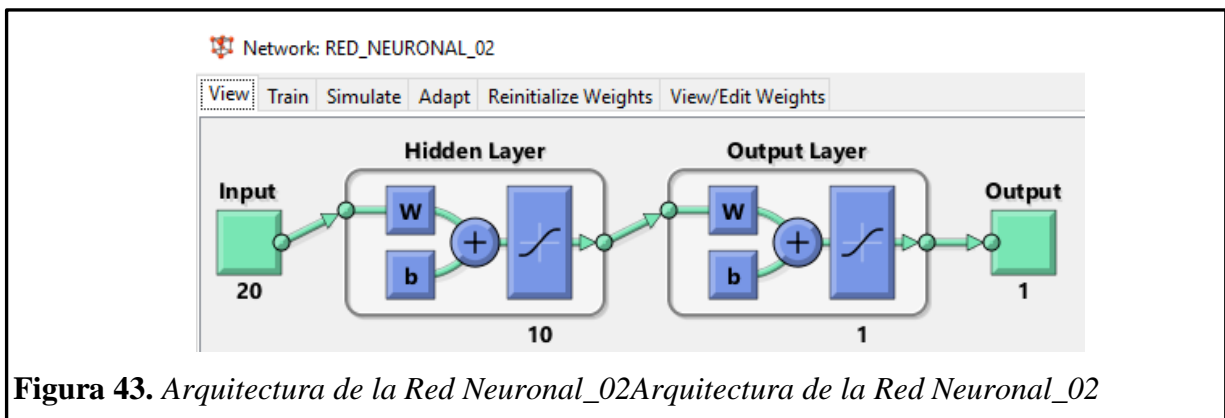 Network: RED_NEURONAL_02
View Train Simulate Adapt Reinitialize Weights View/Edit Weights
Hidden Layer Output Layer
Input Output
W W
b b
20 1
10 1
Figura 43. Arquitectura de la Red Neuronal_02Arquitectura de la Red Neuronal_02